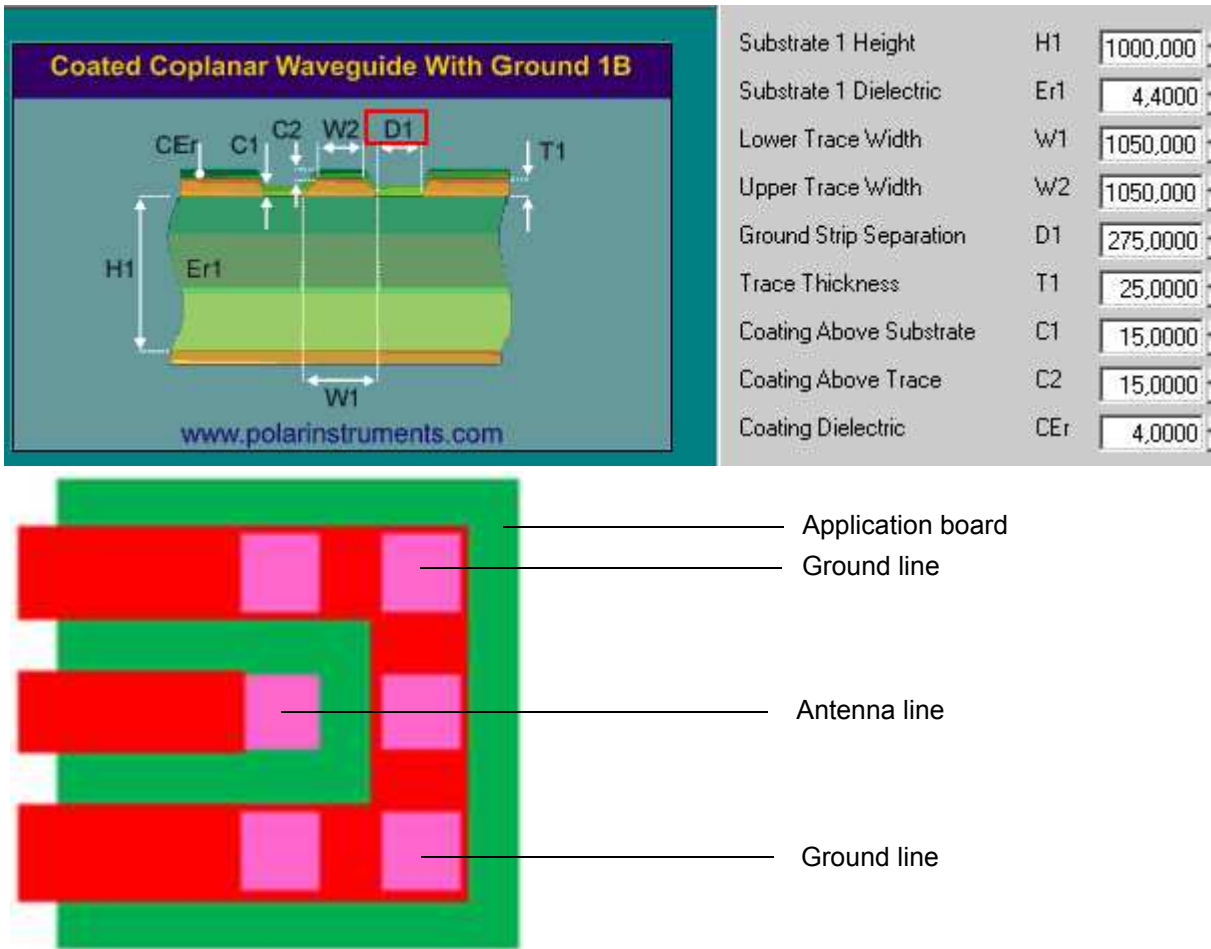 Coated Coplanar Waveguide With Ground 1B
CEr C1 C2 W2 D1 T1
H1 Er1
W1
www.polarinstruments.com
Substrate 1 Height H1 1000,000
Substrate 1 Dielectric Er1 4,4000
Lower Trace Width W1 1050,000
Upper Trace Width W2 1050,000
Ground Strip Separation D1 275,0000
Trace Thickness T1 25,0000
Coating Above Substrate C1 15,0000
Coating Above Trace C2 15,0000
Coating Dielectric CEr 4,0000
Application board
Ground line
Antenna line
Ground line